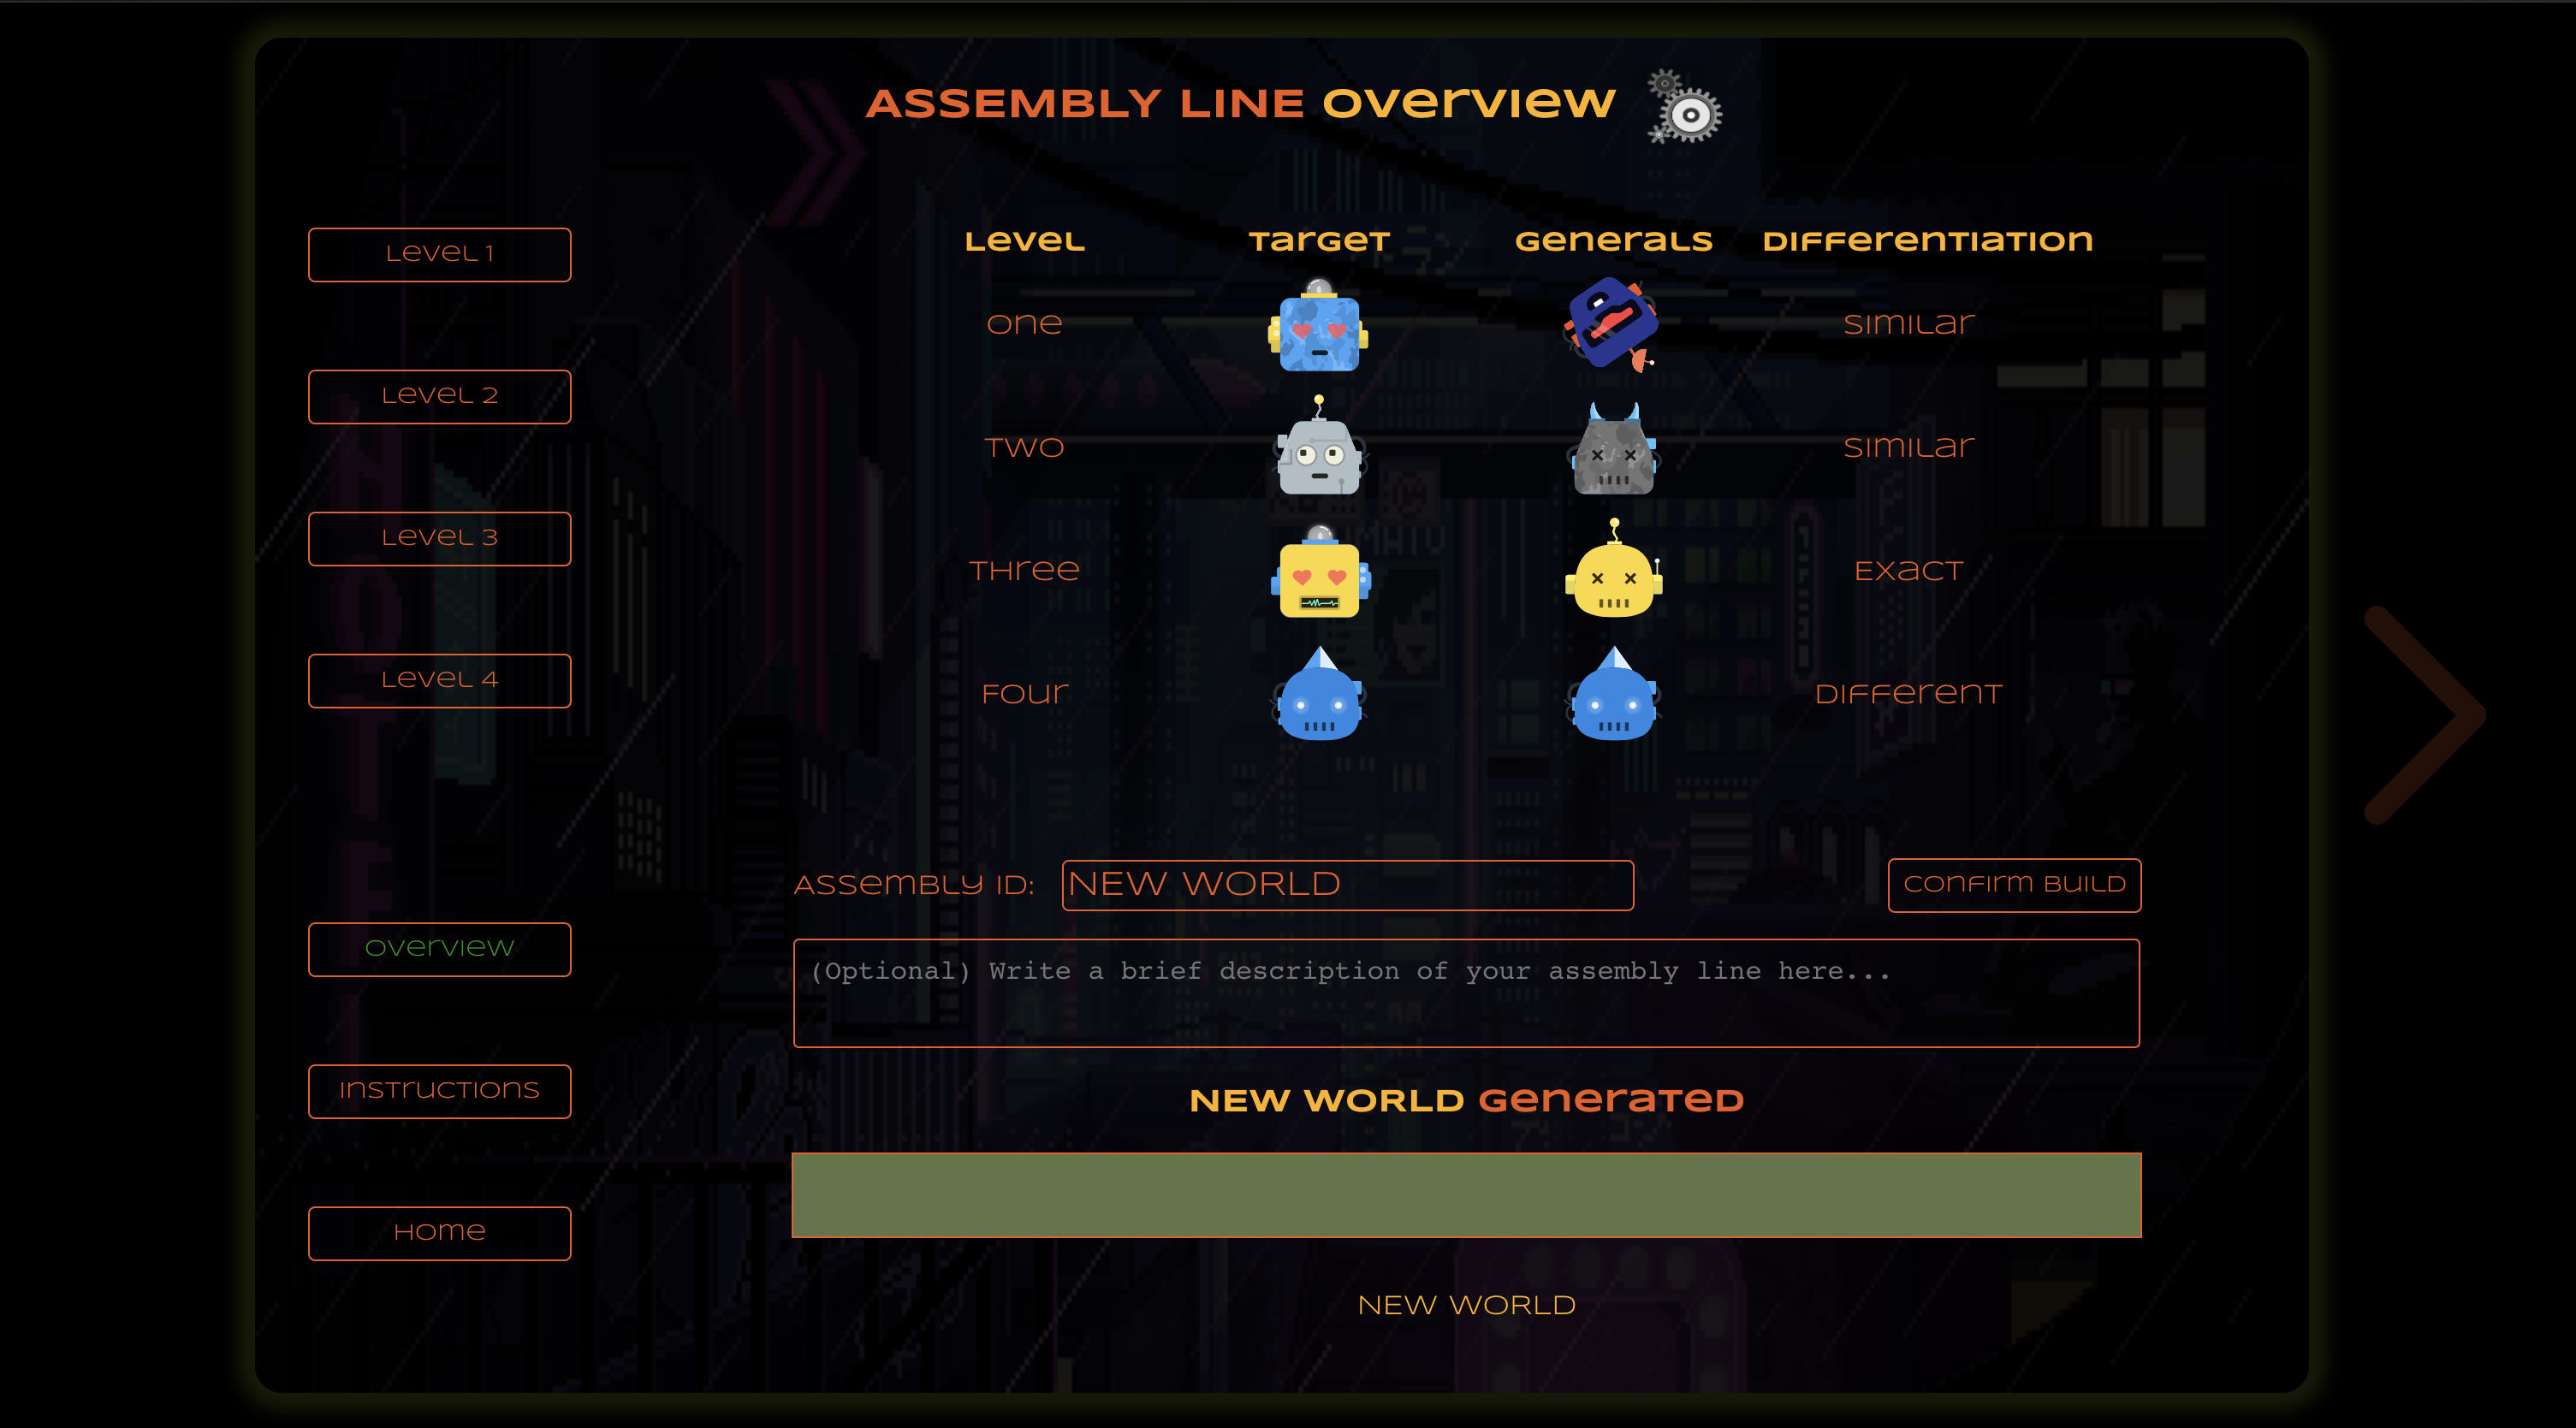 ASSEMBLY LINE overview
Level 1
Level 2
Level 3
Level 4
overview
Instructions
Home
Level Target Generals Differentiation
one similar
Two similar
Three Exact
Four Different
Assembly ID: NEW WORLD
confirm Build
(Optional) Write a brief description of your assembly line here...
NEW WORLD generated
NEW WORLD